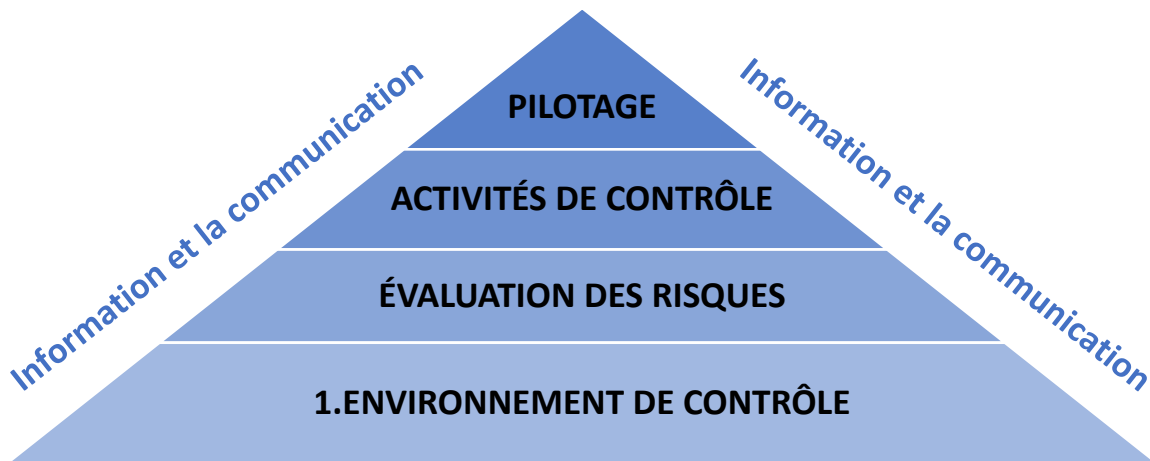 Information et la communication
Information et la communication
PILOTAGE
ACTIVITÉS DE CONTRÔLE
ÉVALUATION DES RISQUES
1.ENVIRONNEMENT DE CONTRÔLE